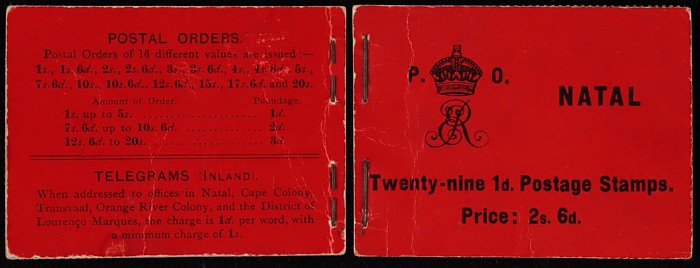 POSTAL ORDERS.
Postal Orders of 16 different values are issued:—
1s., 1s. 6d., 2s., 2s. 6d., 3s., 3s. 6d., 4s., 4s. 6d., 5s.,
7s. 6d., 10s., 10s. 6d., 12s. 6d., 15s., 17s. 6d. and 20s.
Amount of Order. Poundage.
1s. up to 5s. ........................ 1d.
7s. 6d. up to 10s. 6d. ................ 2d.
12s. 6d. to 20s. ..................... 3d.
TELEGRAMS (INLAND).
When addressed to offices in Natal, Cape Colony,
Transvaal, Orange River Colony, and the District of
Lourenço Marques, the charge is 1d. per word, with
a minimum charge of 1s.
P. O.
NATAL
Twenty-nine 1d. Postage Stamps.
Price: 2s. 6d.